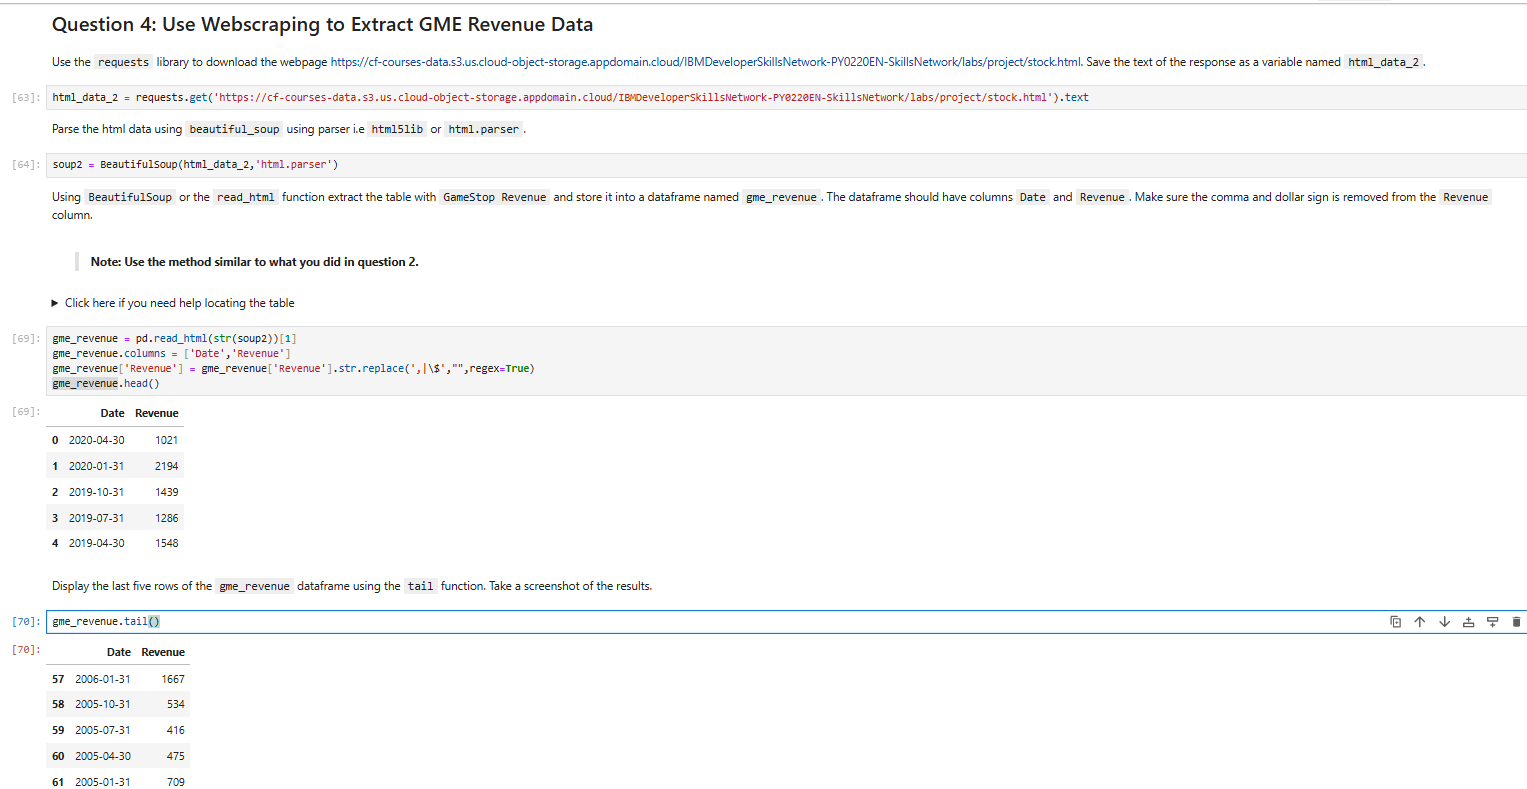 Question 4: Use Webscraping to Extract GME Revenue Data
Use the requests library to download the webpage https://cf-courses-data.s3.us.cloud-object-storage.appdomain.cloud/IBMDeveloperSkillsNetwork-PY0220EN-SkillsNetwork/labs/project/stock.html. Save the text of the response as a variable named html_data_2.
[63]: html_data_2 = requests.get('https://cf-courses-data.s3.us.cloud-object-storage.appdomain.cloud/IBMDeveloperSkillsNetwork-PY0220EN-SkillsNetwork/labs/project/stock.html').text
Parse the html data using beautiful_soup using parser i.e html5lib or html.parser.
[64]: soup2 = BeautifulSoup(html_data_2,'html.parser')
Using BeautifulSoup or the read_html function extract the table with GameStop Revenue and store it into a dataframe named gme_revenue. The dataframe should have columns Date and Revenue. Make sure the comma and dollar sign is removed from the Revenue
column.
Note: Use the method similar to what you did in question 2.
▶ Click here if you need help locating the table
[69]: gme_revenue = pd.read_html(str(soup2))[1]
gme_revenue.columns = ['Date','Revenue']
gme_revenue['Revenue'] = gme_revenue['Revenue'].str.replace(',|\$',"",regex=True)
gme_revenue.head()
[69]: Date Revenue
0 2020-04-30 1021
1 2020-01-31 2194
2 2019-10-31 1439
3 2019-07-31 1286
4 2019-04-30 1548
Display the last five rows of the gme_revenue dataframe using the tail function. Take a screenshot of the results.
[70]: gme_revenue.tail()
[70]: Date Revenue
57 2006-01-31 1667
58 2005-10-31 534
59 2005-07-31 416
60 2005-04-30 475
61 2005-01-31 709